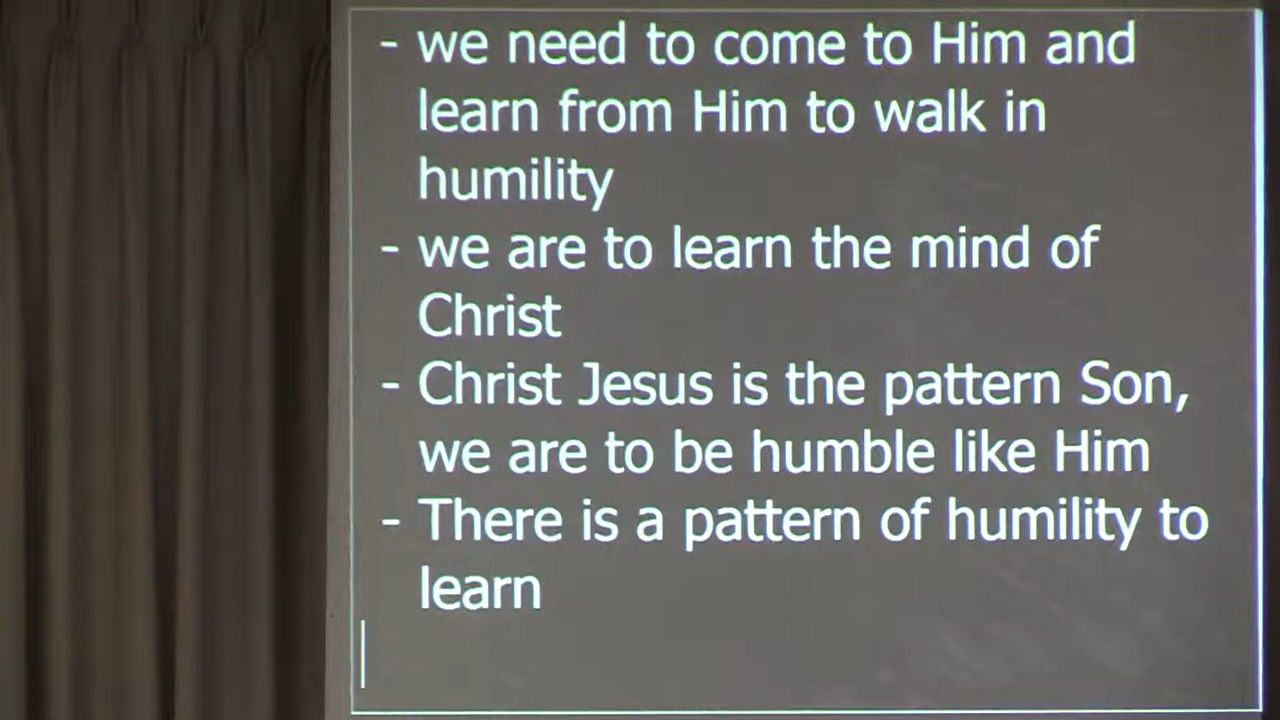 - we need to come to Him and
learn from Him to walk in
humility
- we are to learn the mind of
Christ
- Christ Jesus is the pattern Son,
we are to be humble like Him
- There is a pattern of humility to
learn